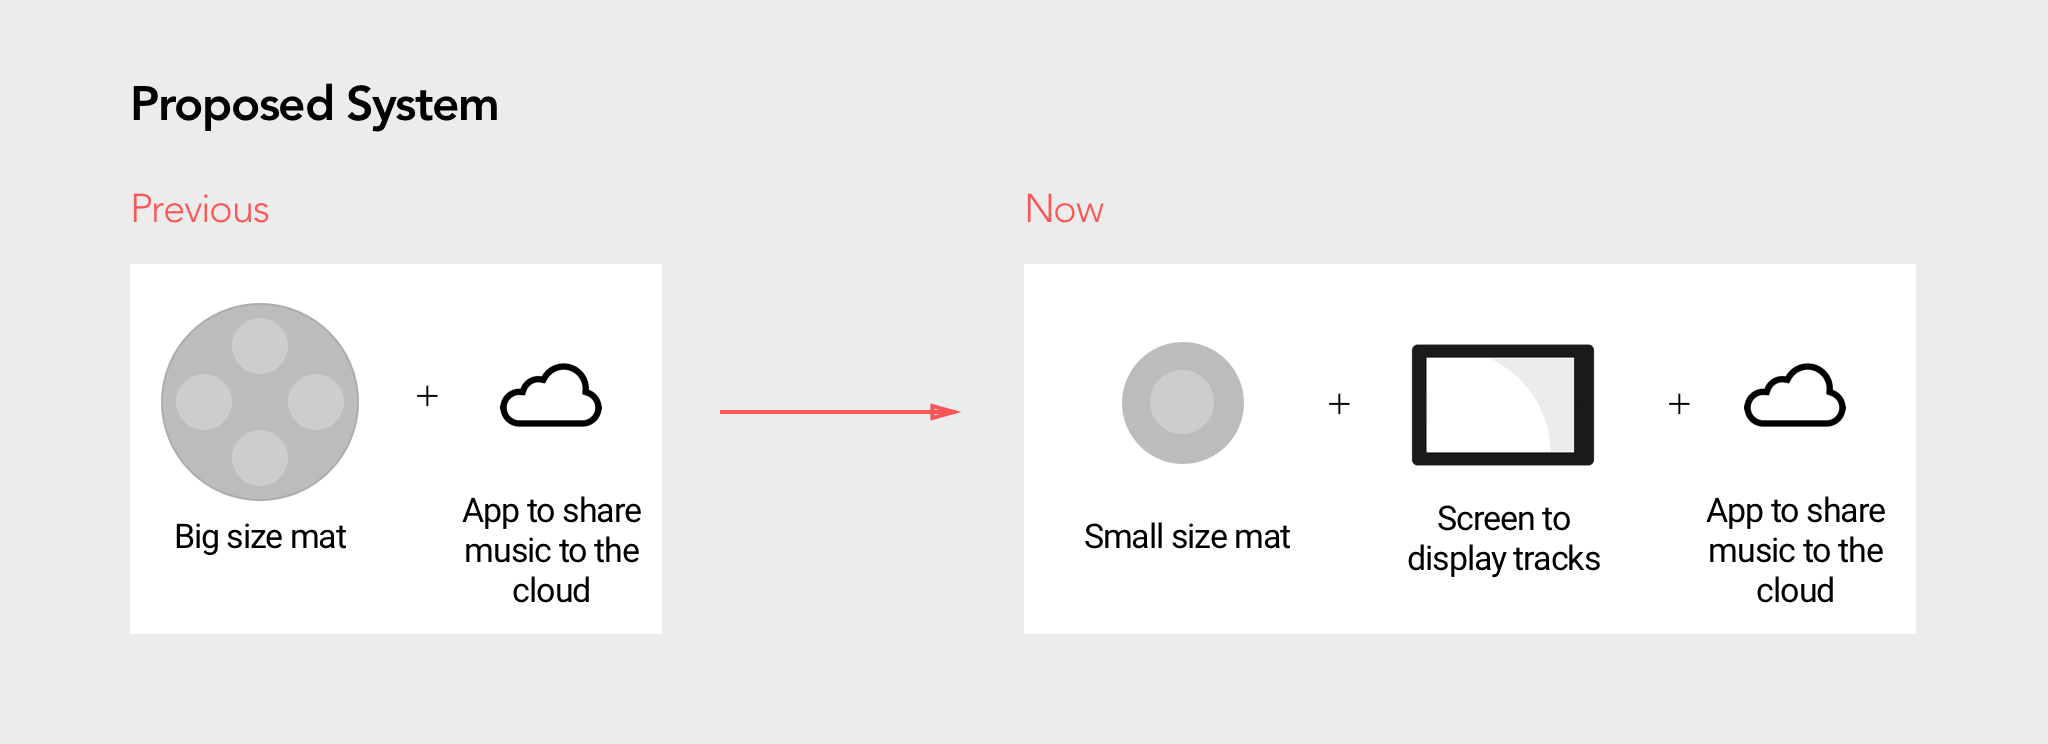 Proposed System
Previous
Now
Big size mat
+
App to share
music to the
cloud
Small size mat
+
Screen to
display tracks
+
App to share
music to the
cloud